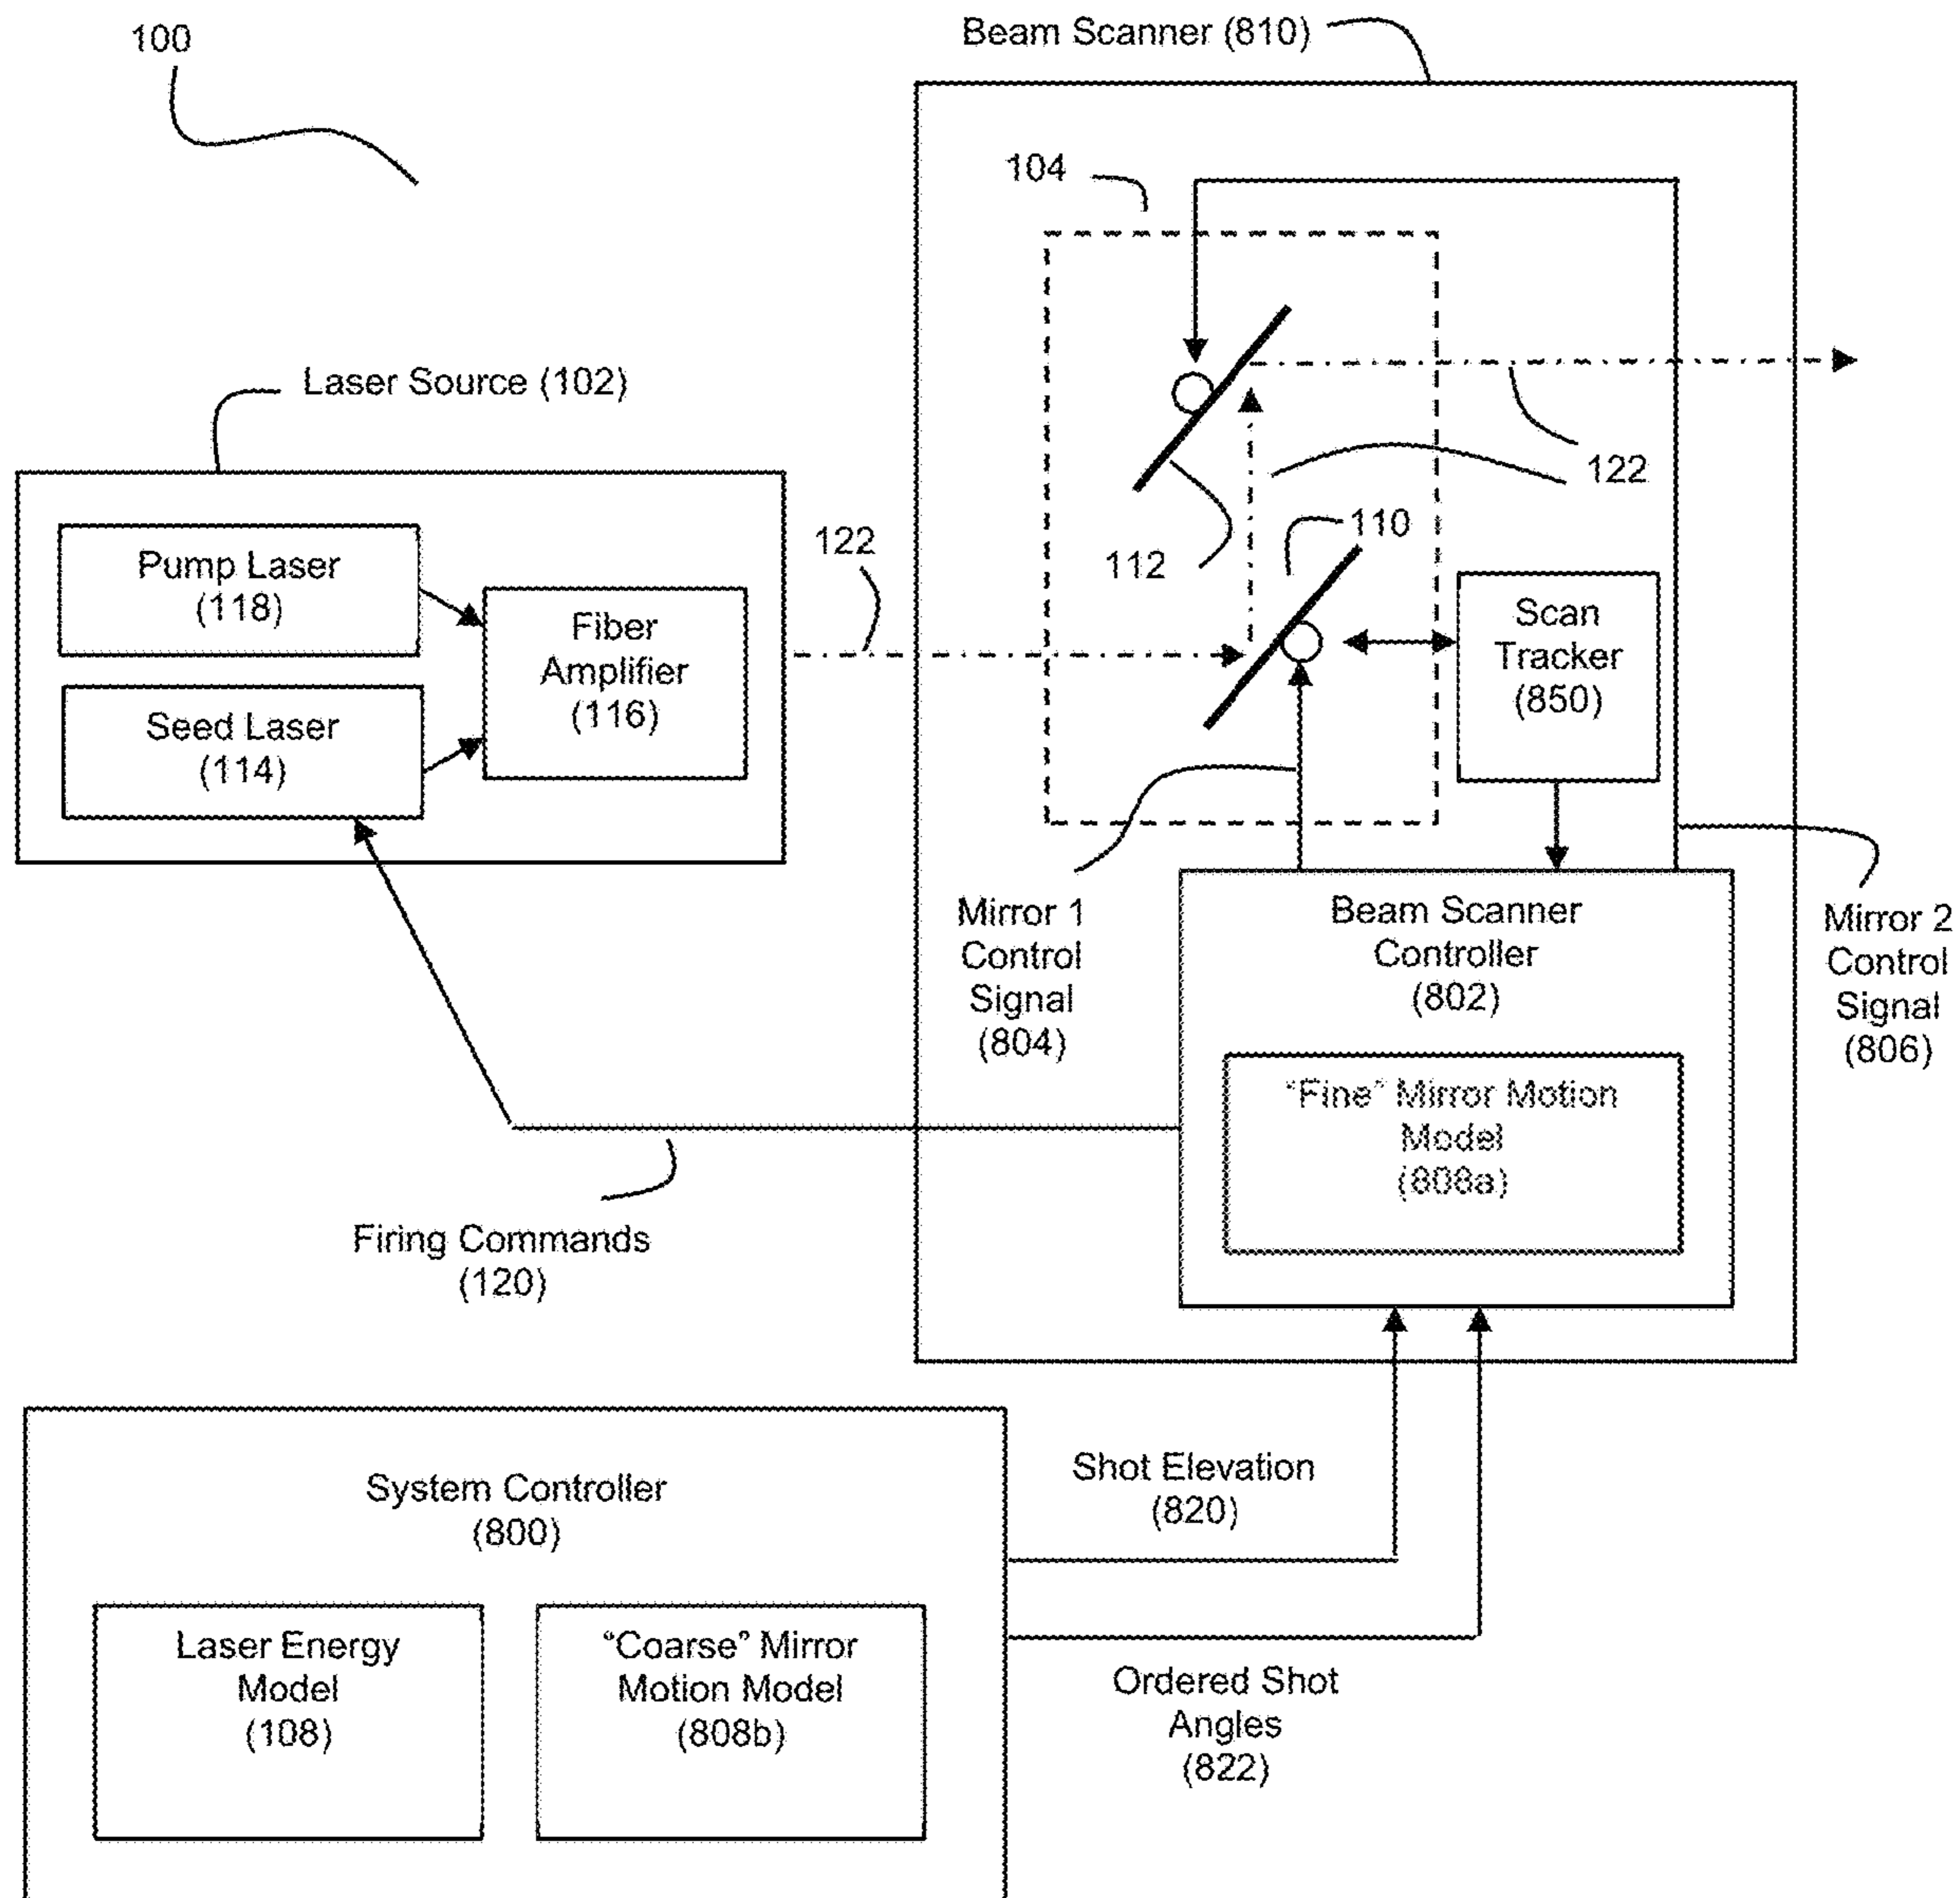 100
Beam Scanner (810)
104
Laser Source (102)
Pump Laser
(118)
Seed Laser
(114)
Fiber
Amplifier
(116)
122
112
110
122
Scan
Tracker
(850)
Mirror 1
Control
Signal
(804)
Beam Scanner
Controller
(802)
"Fine" Mirror Motion
Model
(808a)
Mirror 2
Control
Signal
(806)
Firing Commands
(120)
System Controller
(800)
Laser Energy
Model
(108)
"Coarse" Mirror
Motion Model
(808b)
Shot Elevation
(820)
Ordered Shot
Angles
(822)